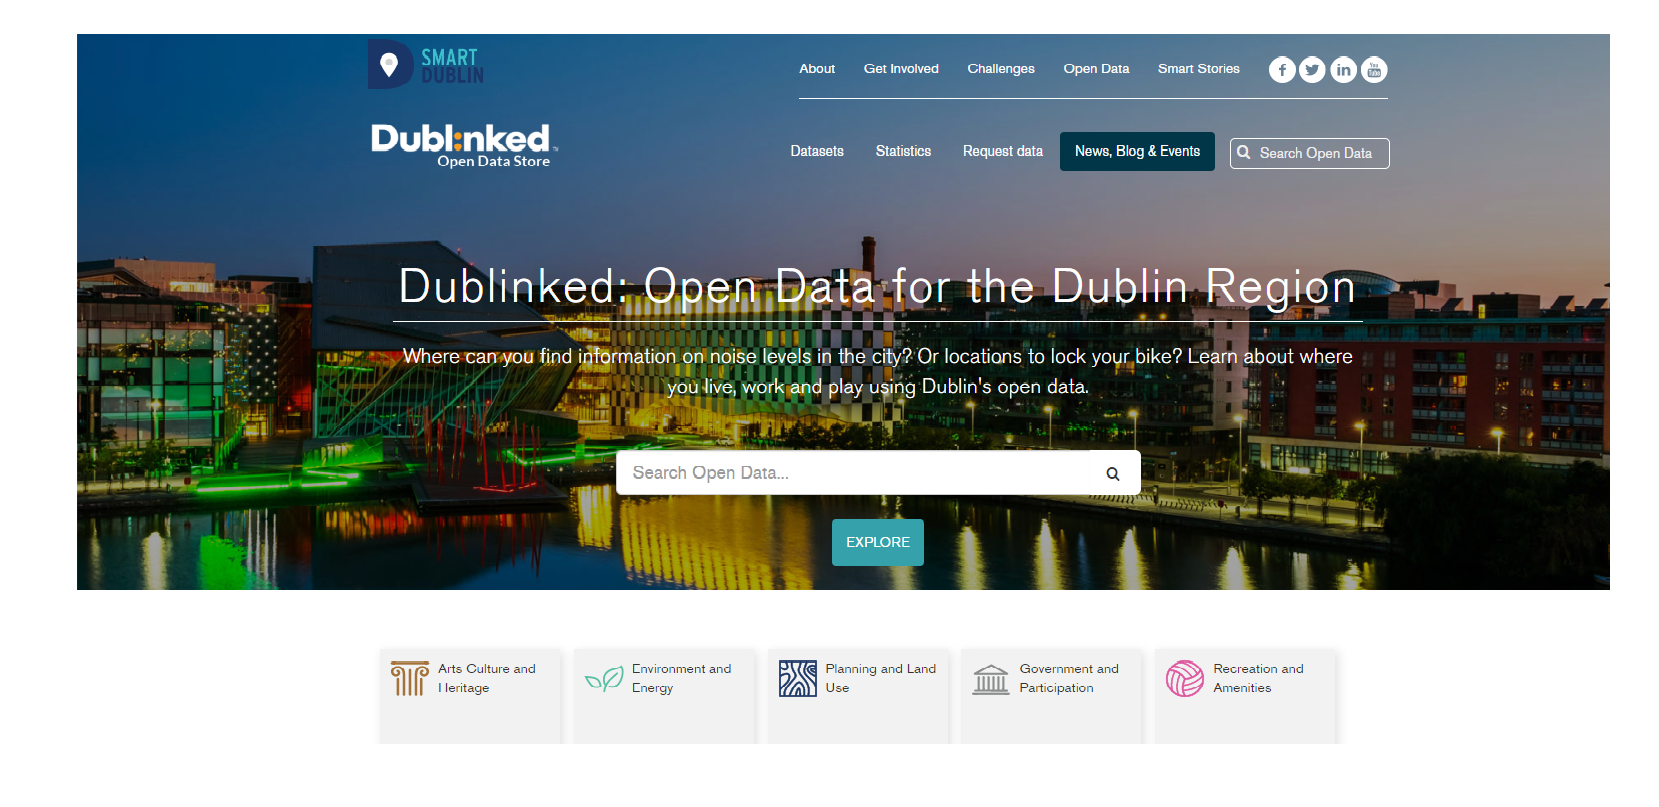 SMART
DUBLIN
About Get Involved Challenges Open Data Smart Stories
You
Tube
Dublinked TM
Open Data Store
Datasets Statistics Request data News, Blog & Events Search Open Data
Dublinked: Open Data for the Dublin Region
Where can you find information on noise levels in the city? Or locations to lock your bike? Learn about where
you live, work and play using Dublin's open data.
Search Open Data...
EXPLORE
Arts Culture and
Heritage
Environment and
Energy
Planning and Land
Use
Government and
Participation
Recreation and
Amenities